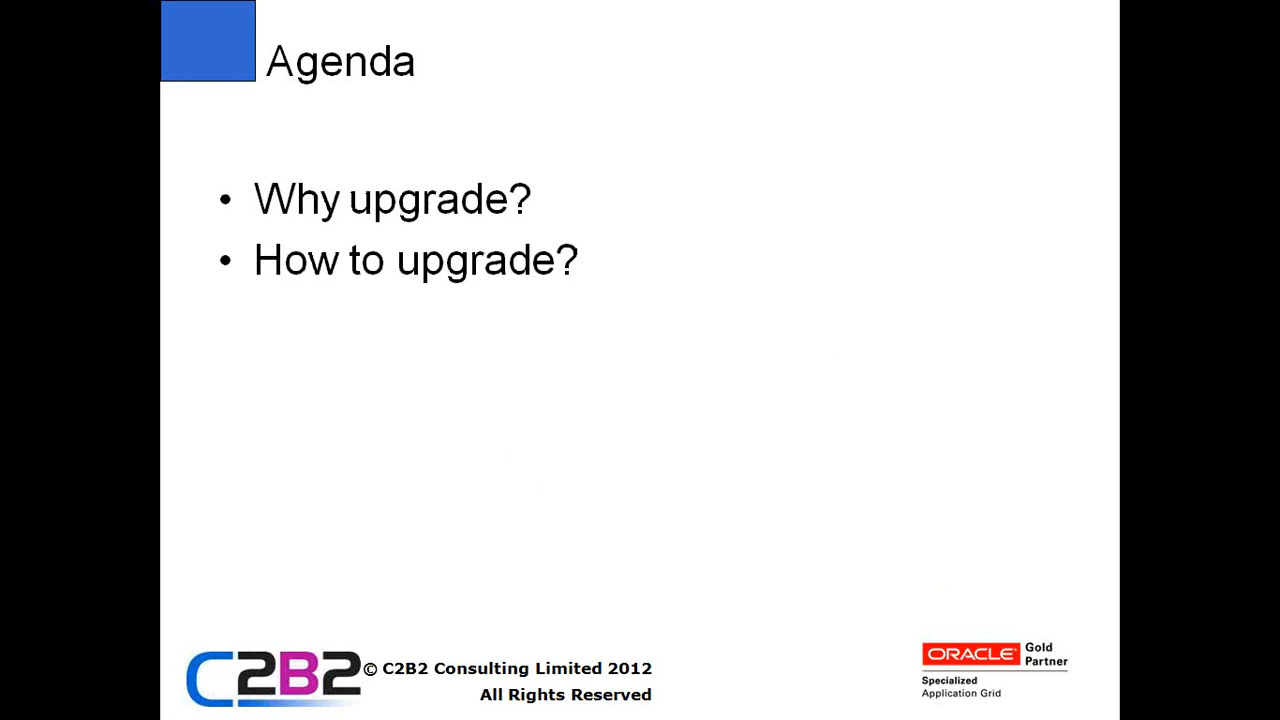 Agenda
• Why upgrade?
• How to upgrade?
C2B2 © C2B2 Consulting Limited 2012
All Rights Reserved
ORACLE Gold
Partner
Specialized
Application Grid